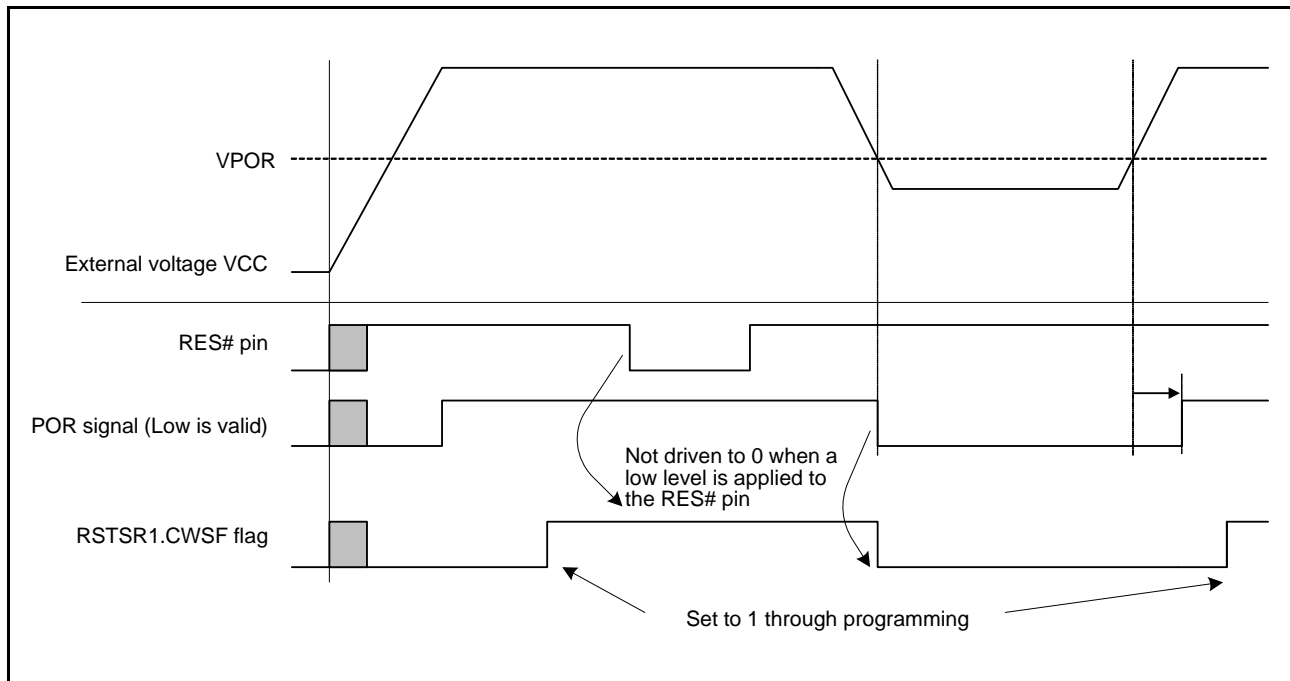 VPOR
External voltage VCC
RES# pin
POR signal (Low is valid)
Not driven to 0 when a
low level is applied to
the RES# pin
RSTSR1.CWSF flag
Set to 1 through programming